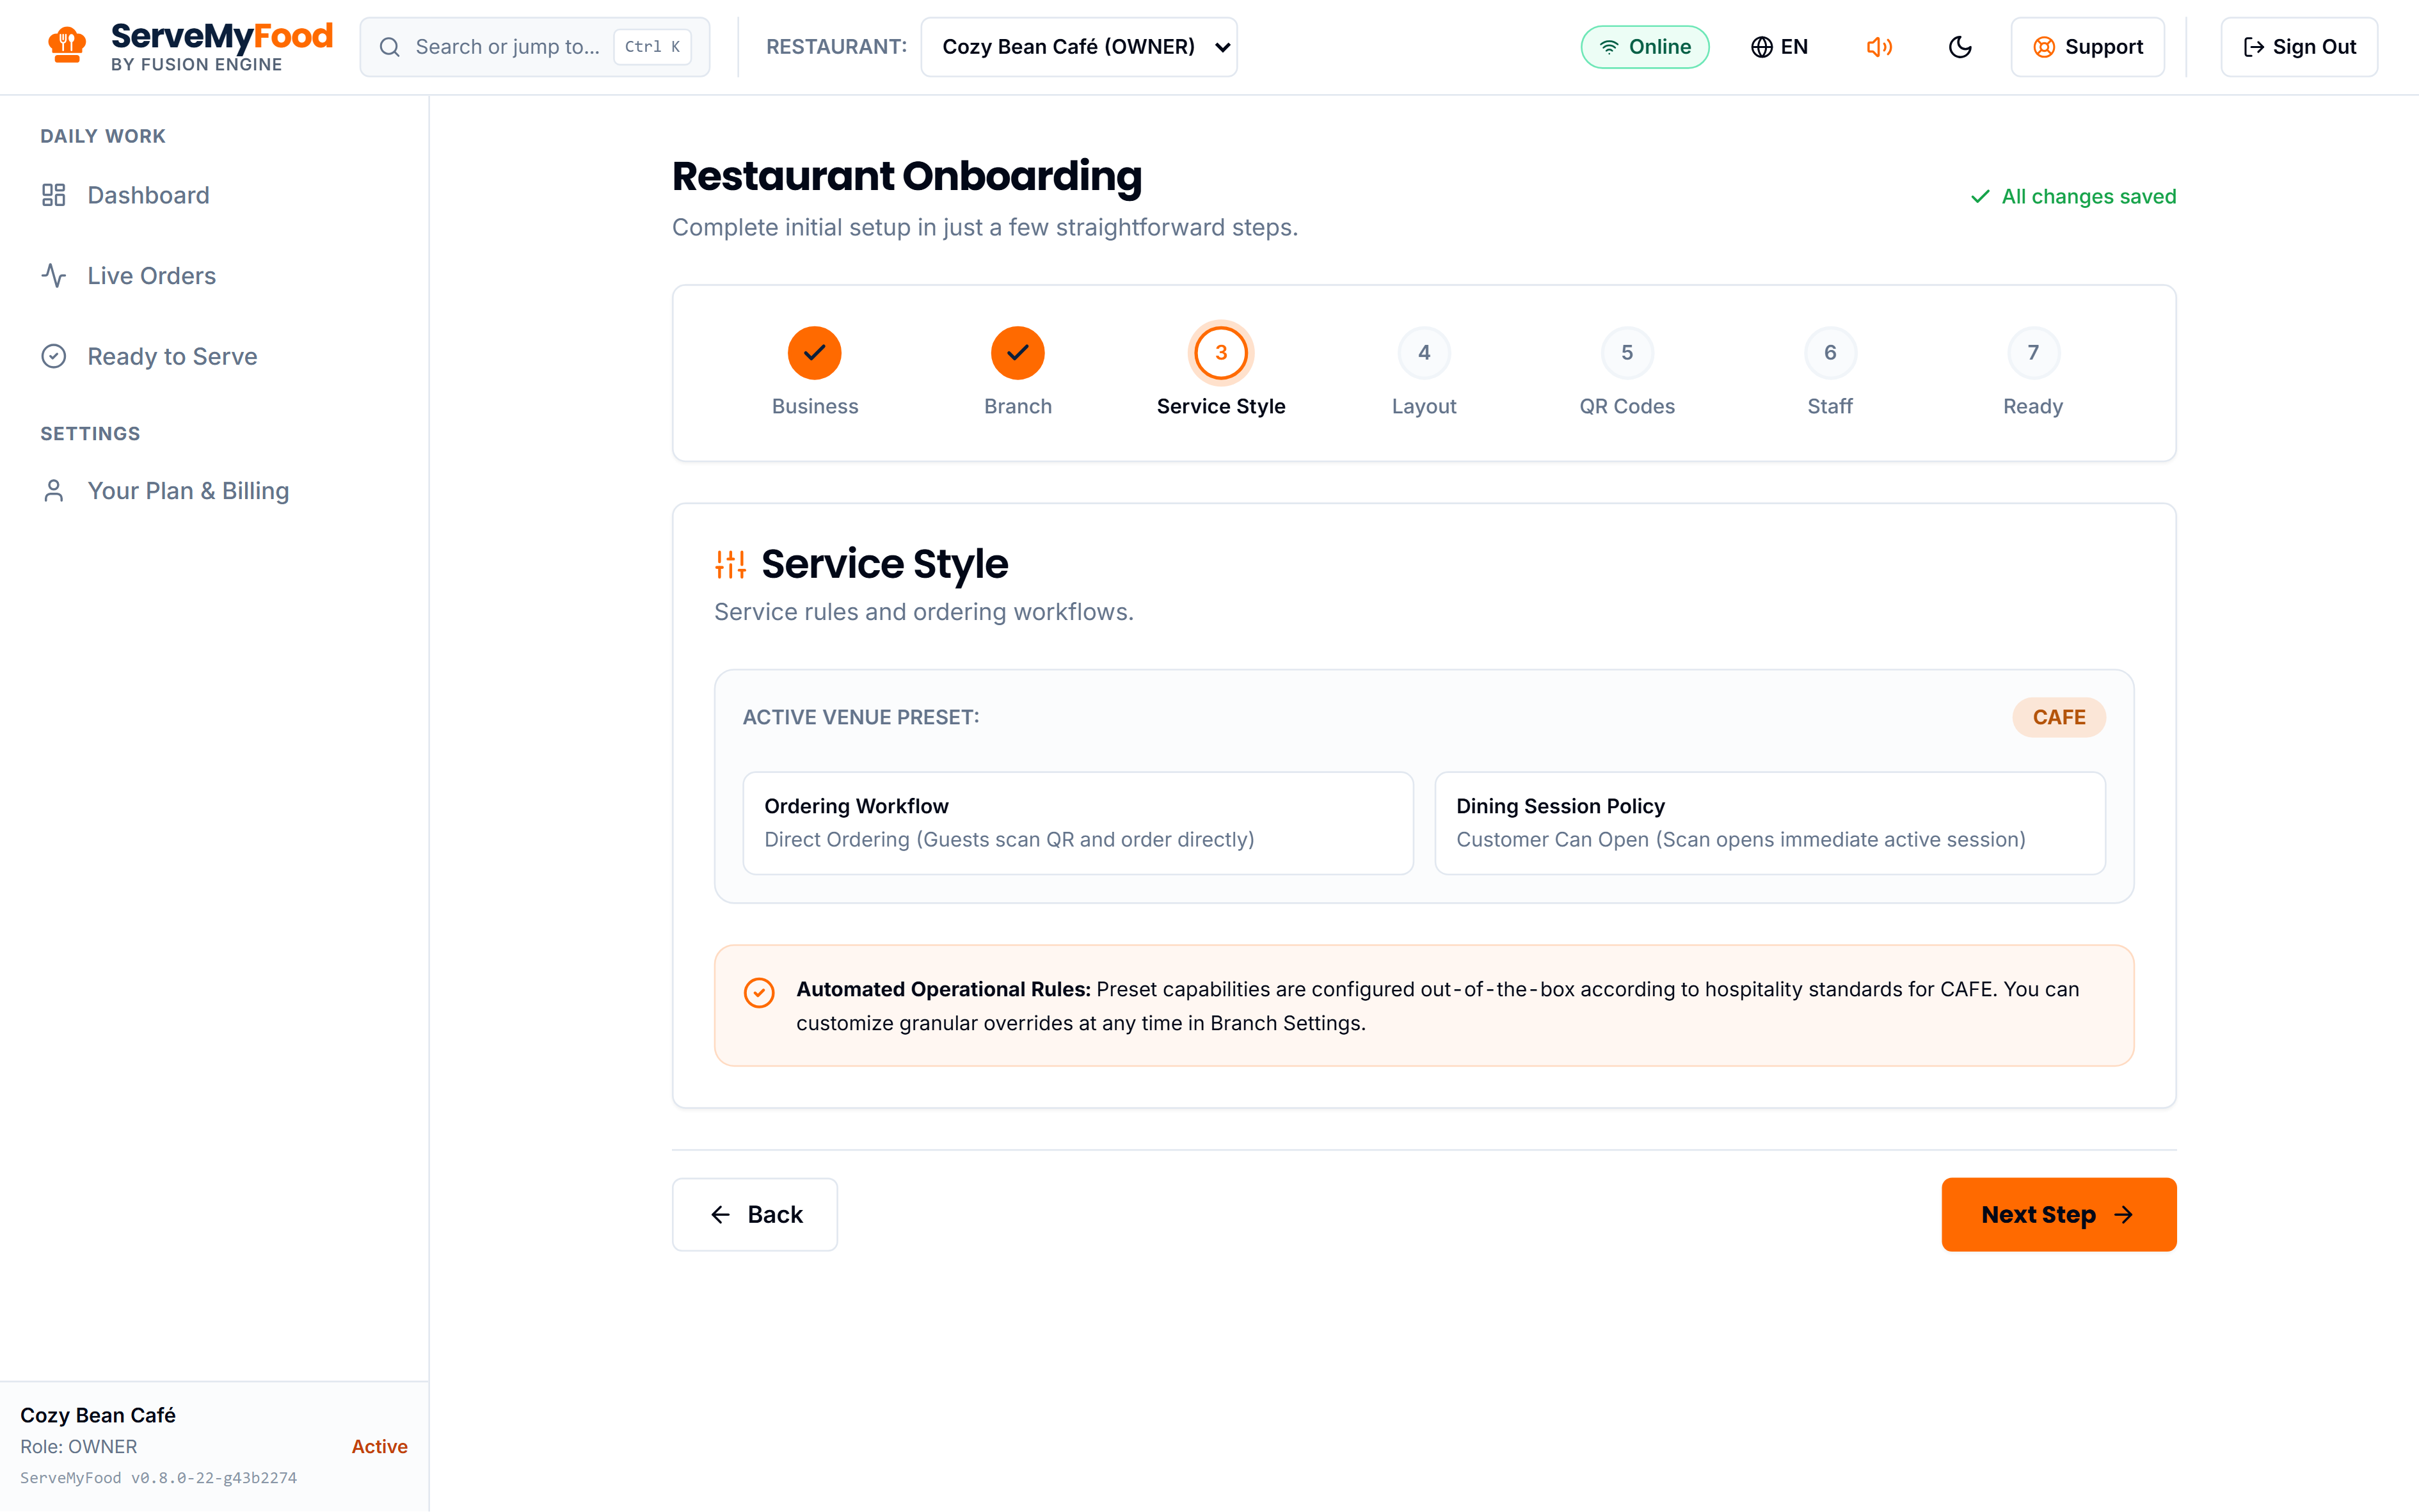 ServeMyFood
BY FUSION ENGINE
Search or jump to...
Ctrl K
RESTAURANT:
Cozy Bean Café (OWNER)
Online
EN
Support
Sign Out
DAILY WORK
Dashboard
Live Orders
Ready to Serve
SETTINGS
Your Plan & Billing
Restaurant Onboarding
Complete initial setup in just a few straightforward steps.
All changes saved
Business
Branch
3
Service Style
4
Layout
5
QR Codes
6
Staff
7
Ready
Service Style
Service rules and ordering workflows.
ACTIVE VENUE PRESET:
CAFE
Ordering Workflow
Direct Ordering (Guests scan QR and order directly)
Dining Session Policy
Customer Can Open (Scan opens immediate active session)
Automated Operational Rules: Preset capabilities are configured out-of-the-box according to hospitality standards for CAFE. You can
customize granular overrides at any time in Branch Settings.
Back
Next Step
Cozy Bean Café
Role: OWNER
Active
ServeMyFood v0.8.0-22-g43b2274